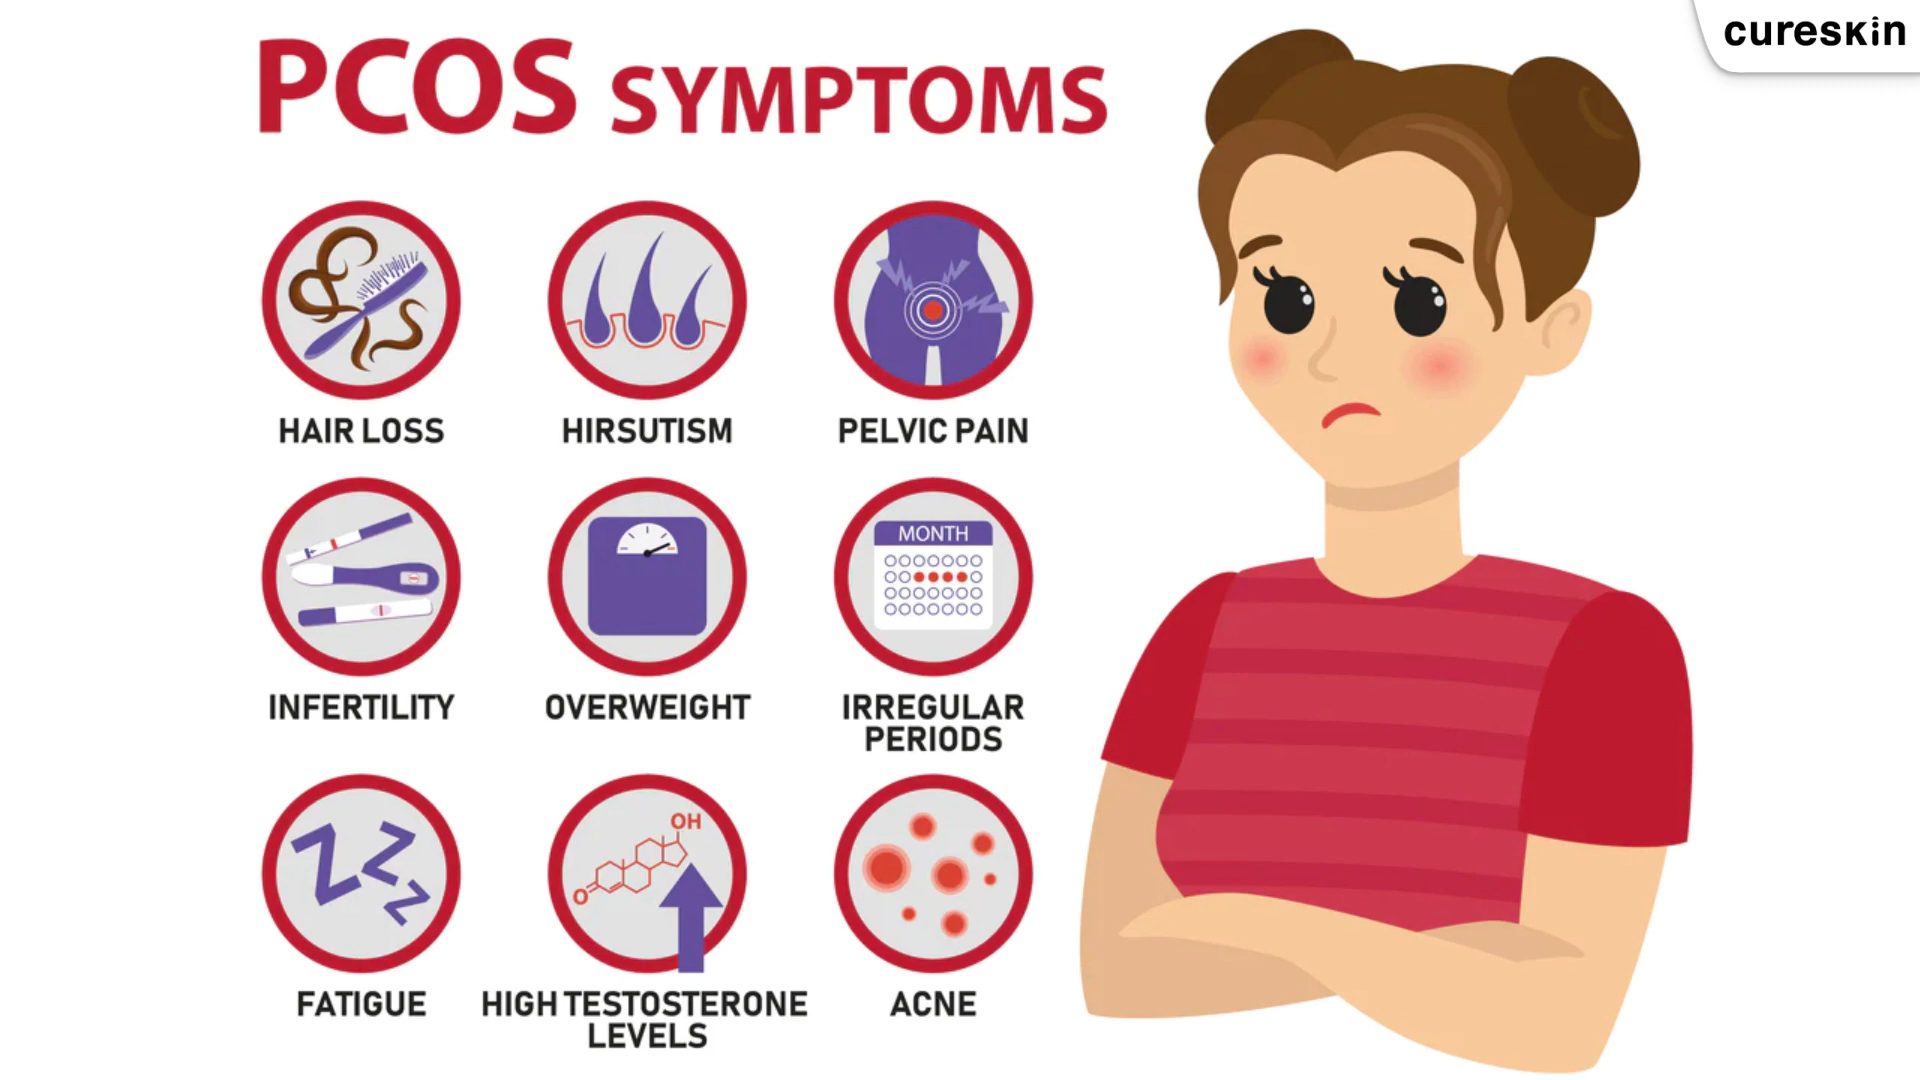 cureskin
PCOS SYMPTOMS
HAIR LOSS
HIRSUTISM
PELVIC PAIN
MONTH
INFERTILITY
OVERWEIGHT
IRREGULAR
PERIODS
OH
O
FATIGUE
HIGH TESTOSTERONE
LEVELS
ACNE